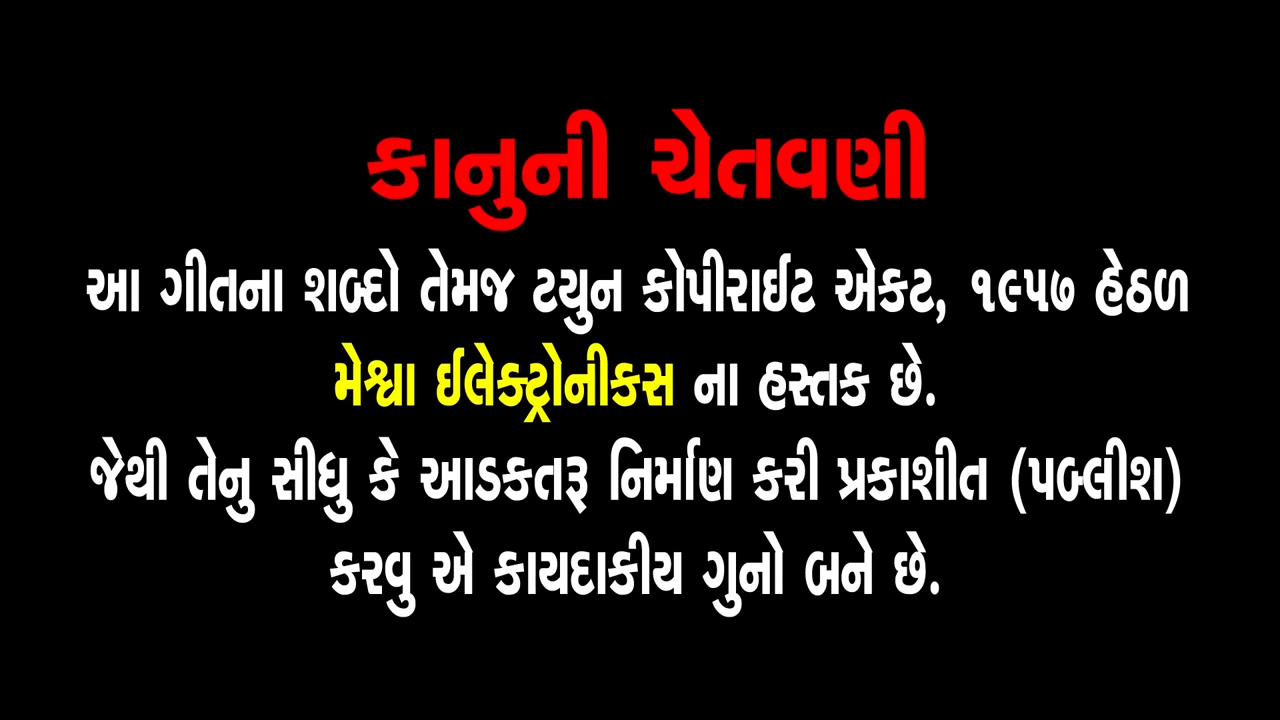 કાનુની ચેતવણી
આ ગીતના શબ્દો તેમજ ટયુન કોપીરાઈટ એકટ, ૧૯૫૭ હેઠળ
મેશ્વા ઈલેક્ટ્રોનીકસ ના હસ્તક છે.
જેથી તેનુ સીધુ કે આડકતરૂ નિર્માણ કરી પ્રકાશીત (પબ્લીશ)
કરવુ એ કાયદાકીય ગુનો બને છે.